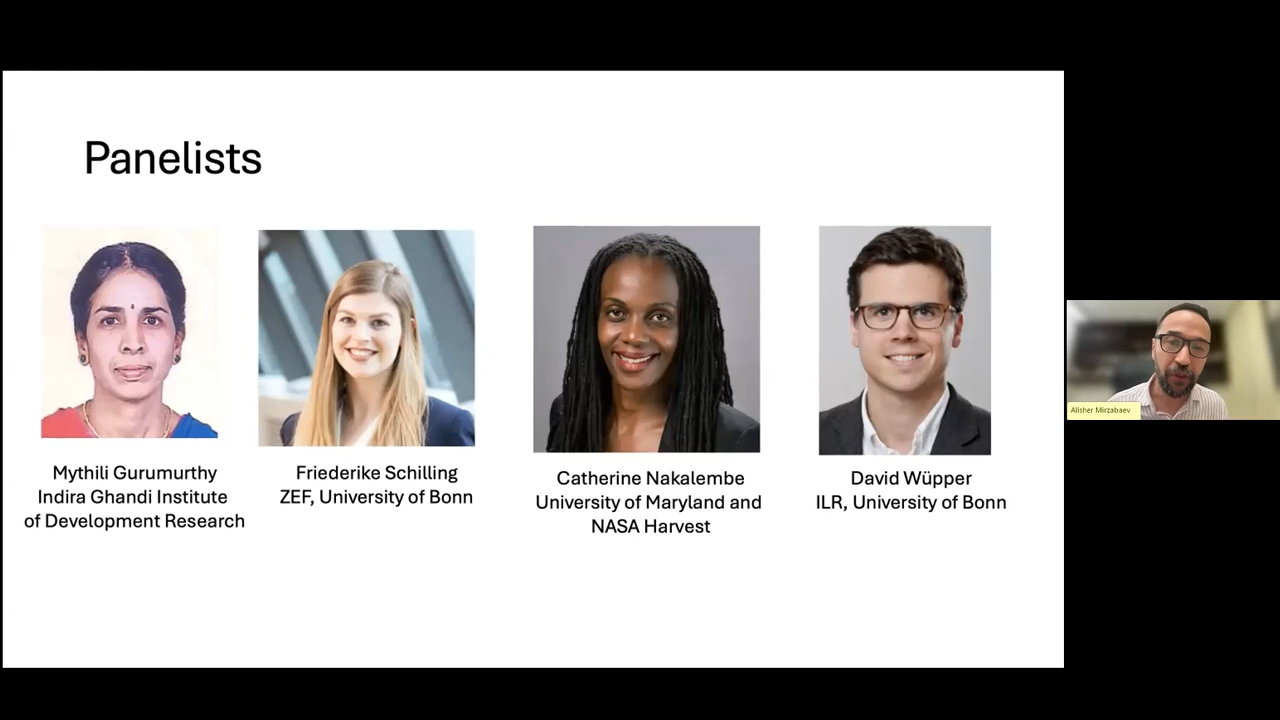 Panelists
Mythili Gurumurthy
Indira Ghandi Institute
of Development Research
Friederike Schilling
ZEF, University of Bonn
Catherine Nakalembe
University of Maryland and
NASA Harvest
David Wüpper
ILR, University of Bonn
Alisher Mirzabaev